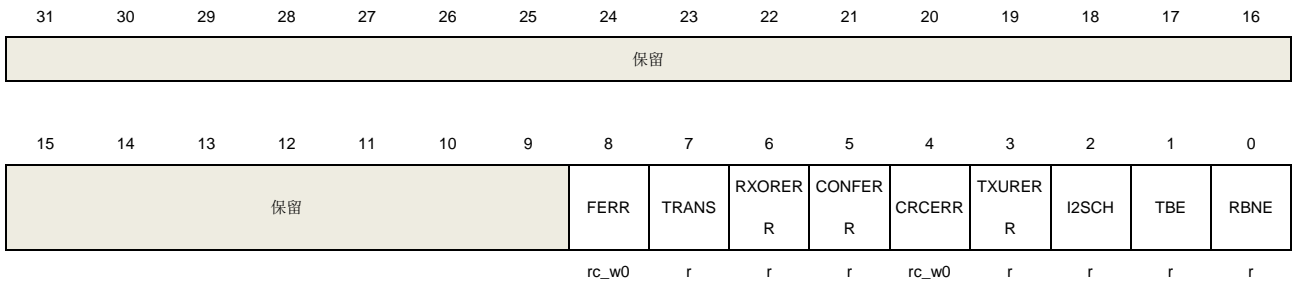 31 30 29 28 27 26 25 24 23 22 21 20 19 18 17 16
保留
15 14 13 12 11 10 9 8 7 6 5 4 3 2 1 0
保留 FERR TRANS RXORER R CONFER R CRCERR TXURER R I2SCH TBE RBNE
rc_w0 r r r rc_w0 r r r r